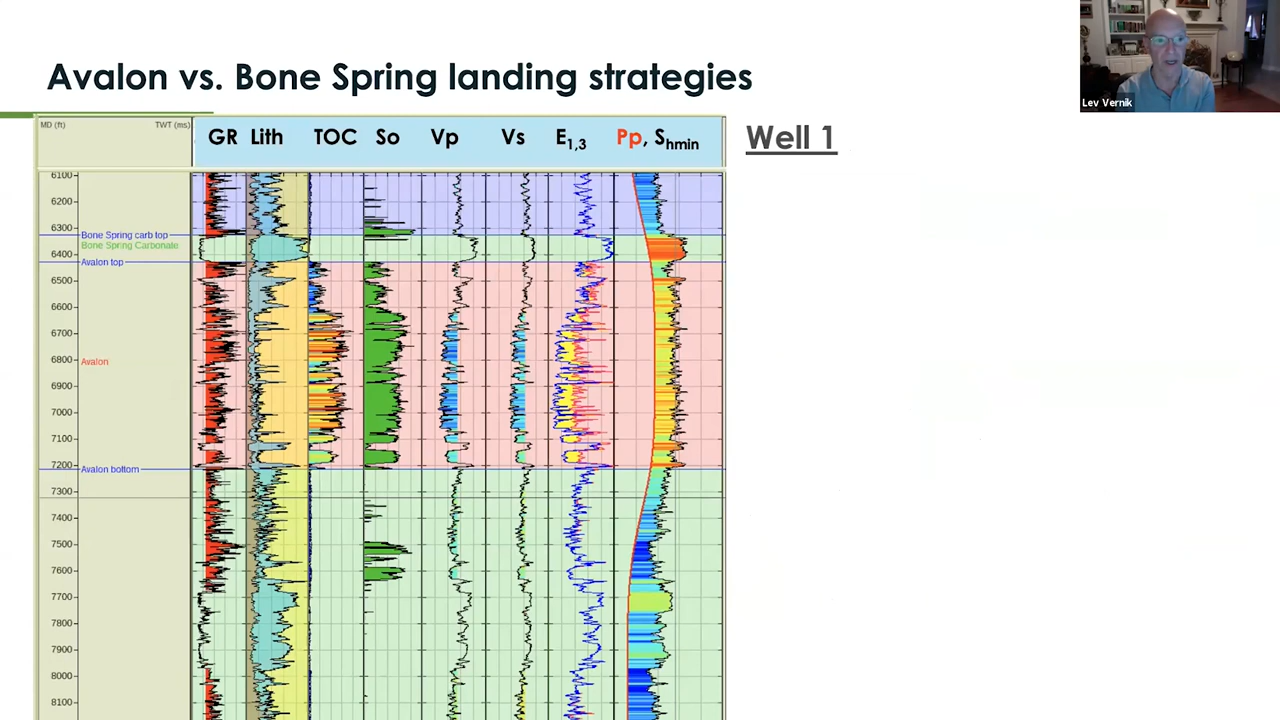 Avalon vs. Bone Spring landing strategies
Lev Vernik
MD (ft)
TWT (ms)
GR Lith TOC So Vp Vs E1,3 Pp, Shmin
Well 1
6100
6200
6300
Bone Spring carb top
Bone Spring Carbonate
6400
Avalon top
6500
6600
6700
6800
Avalon
6900
7000
7100
7200
Avalon bottom
7300
7400
7500
7600
7700
7800
7900
8000
8100